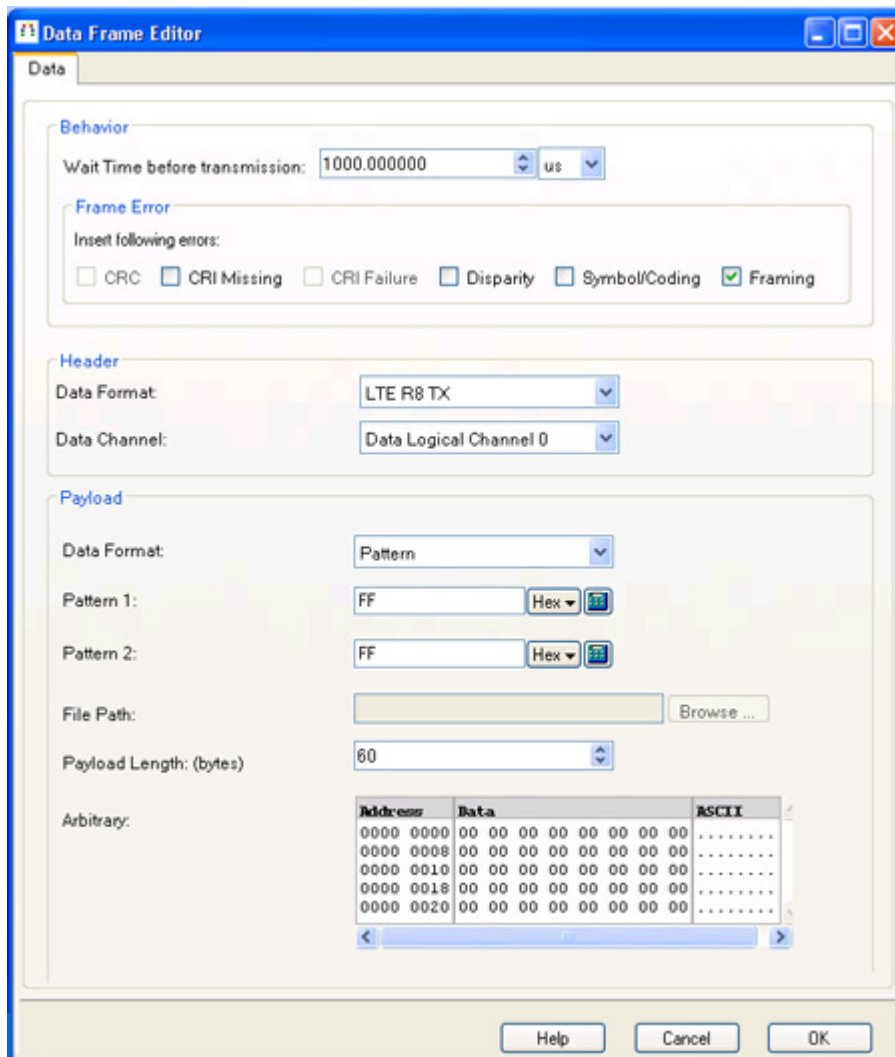 Data Frame Editor
Data
Behavior
Wait Time before transmission: 1000.000000 us
Frame Error
Insert following errors:
CRC CRI Missing CRI Failure Disparity Symbol/Coding Framing
Header
Data Format: LTE R8 TX
Data Channel: Data Logical Channel 0
Payload
Data Format: Pattern
Pattern 1: FF Hex
Pattern 2: FF Hex
File Path: Browse ...
Payload Length: (bytes) 60
Arbitrary:
Address Data ASCII
0000 0000 00 00 00 00 00 00 00 00 ........
0000 0008 00 00 00 00 00 00 00 00 ........
0000 0010 00 00 00 00 00 00 00 00 ........
0000 0018 00 00 00 00 00 00 00 00 ........
0000 0020 00 00 00 00 00 00 00 00 ........
Help Cancel OK